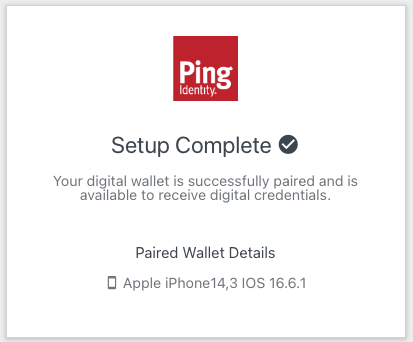 Ping
Identity.
Setup Complete
Your digital wallet is successfully paired and is
available to receive digital credentials.
Paired Wallet Details
Apple iPhone14,3 IOS 16.6.1